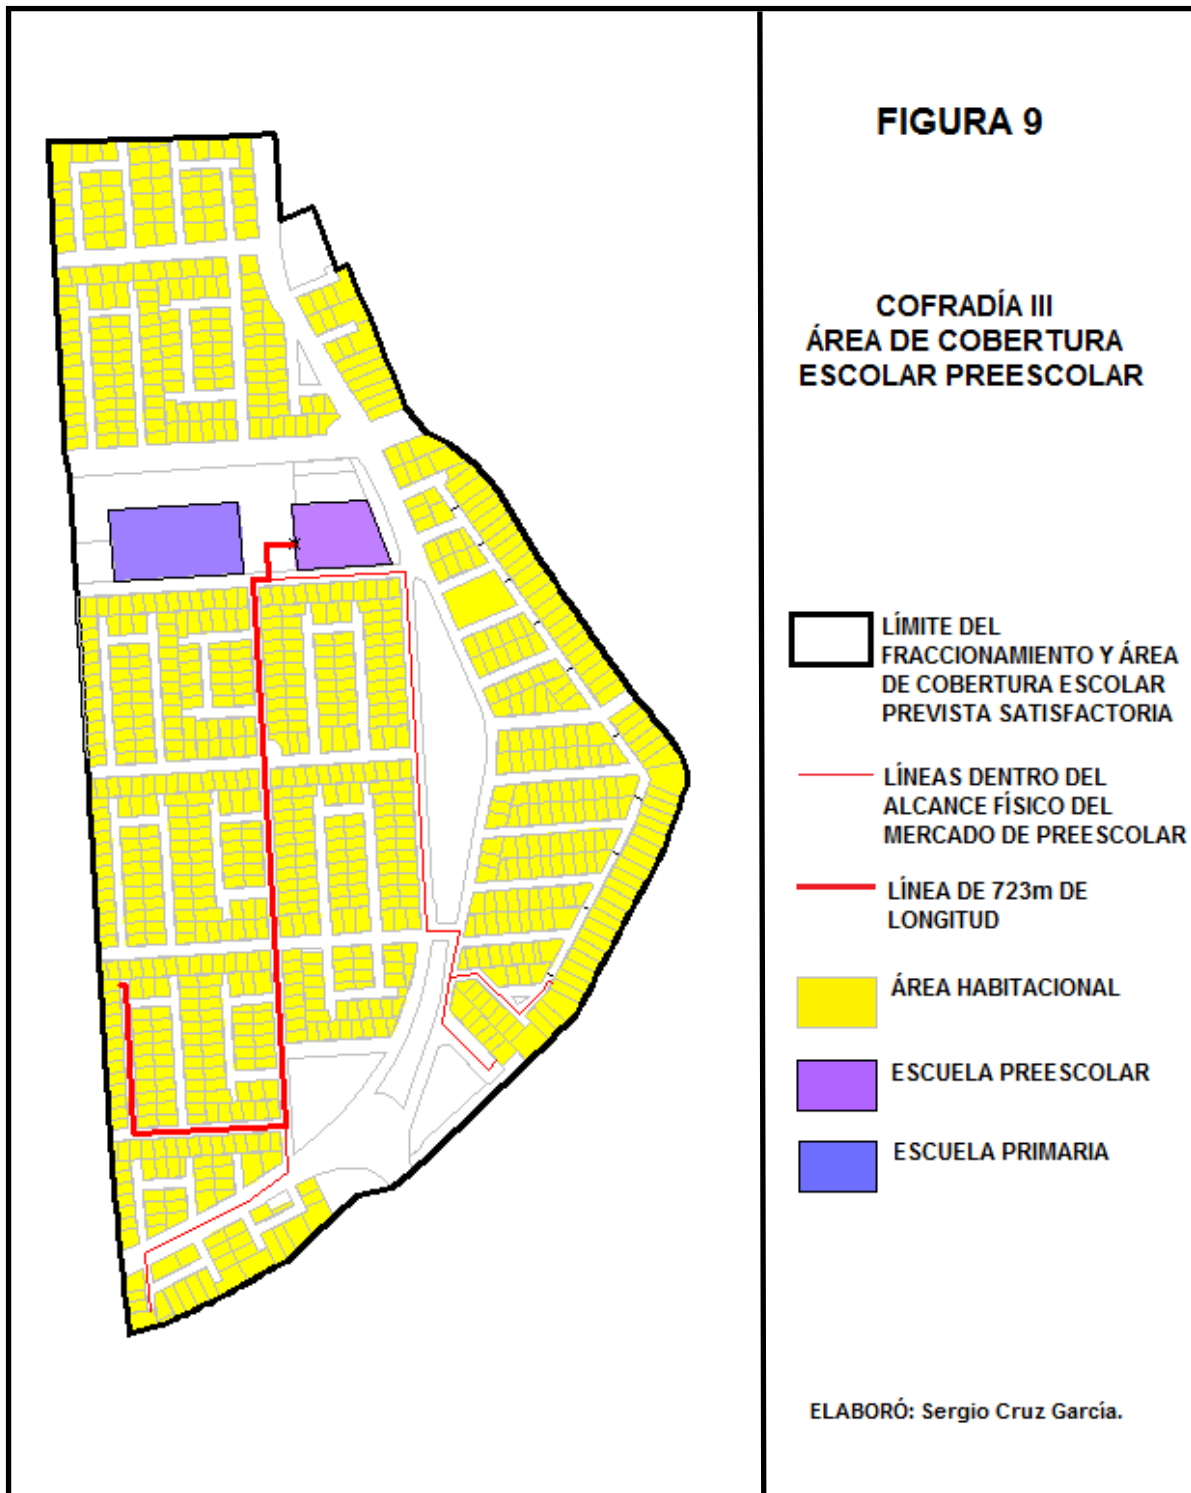 FIGURA 9
COFRADÍA III
ÁREA DE COBERTURA
ESCOLAR PREESCOLAR
LÍMITE DEL
FRACCIONAMIENTO Y ÁREA
DE COBERTURA ESCOLAR
PREVISTA SATISFACTORIA
LÍNEAS DENTRO DEL
ALCANCE FÍSICO DEL
MERCADO DE PREESCOLAR
LÍNEA DE 723m DE
LONGITUD
ÁREA HABITACIONAL
ESCUELA PREESCOLAR
ESCUELA PRIMARIA
ELABORÓ: Sergio Cruz García.